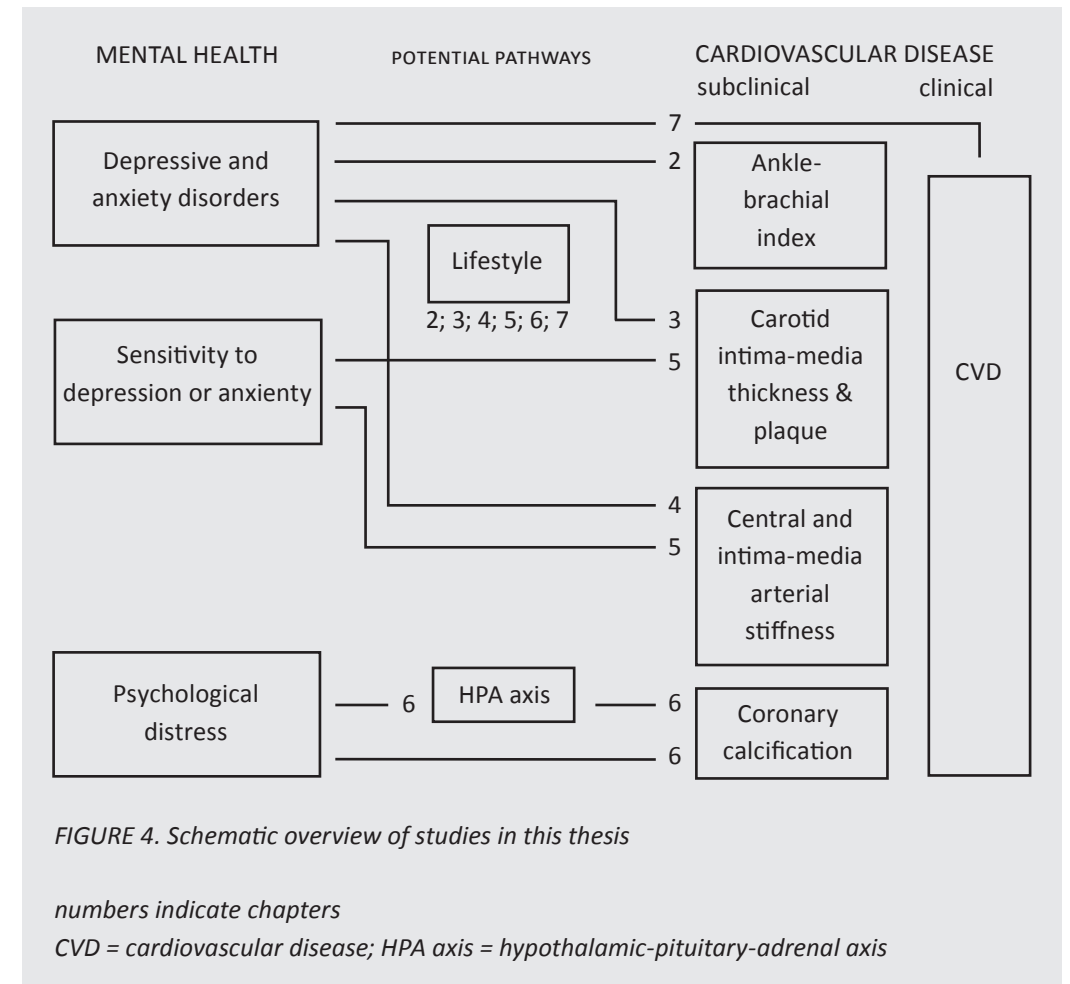 MENTAL HEALTH
POTENTIAL PATHWAYS
CARDIOVASCULAR DISEASE
subclinical
clinical
Depressive and
anxiety disorders
7
2
Ankle-
brachial
index
Lifestyle
2; 3; 4; 5; 6; 7
3
Carotid
intima-media
thickness &
plaque
CVD
Sensitivity to
depression or anxienty
5
4
5
Central and
intima-media
arterial
stiffness
Psychological
distress
6
HPA axis
6
6
Coronary
calcification
FIGURE 4. Schematic overview of studies in this thesis
numbers indicate chapters
CVD = cardiovascular disease; HPA axis = hypothalamic-pituitary-adrenal axis